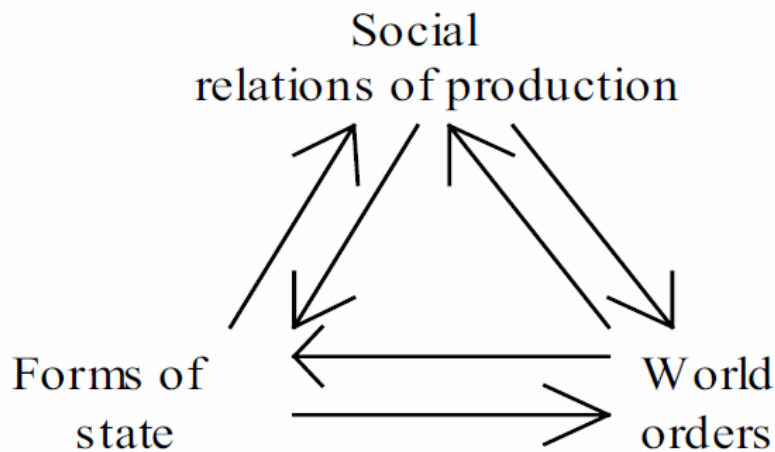 Social
relations of production
Forms of
state
World
orders